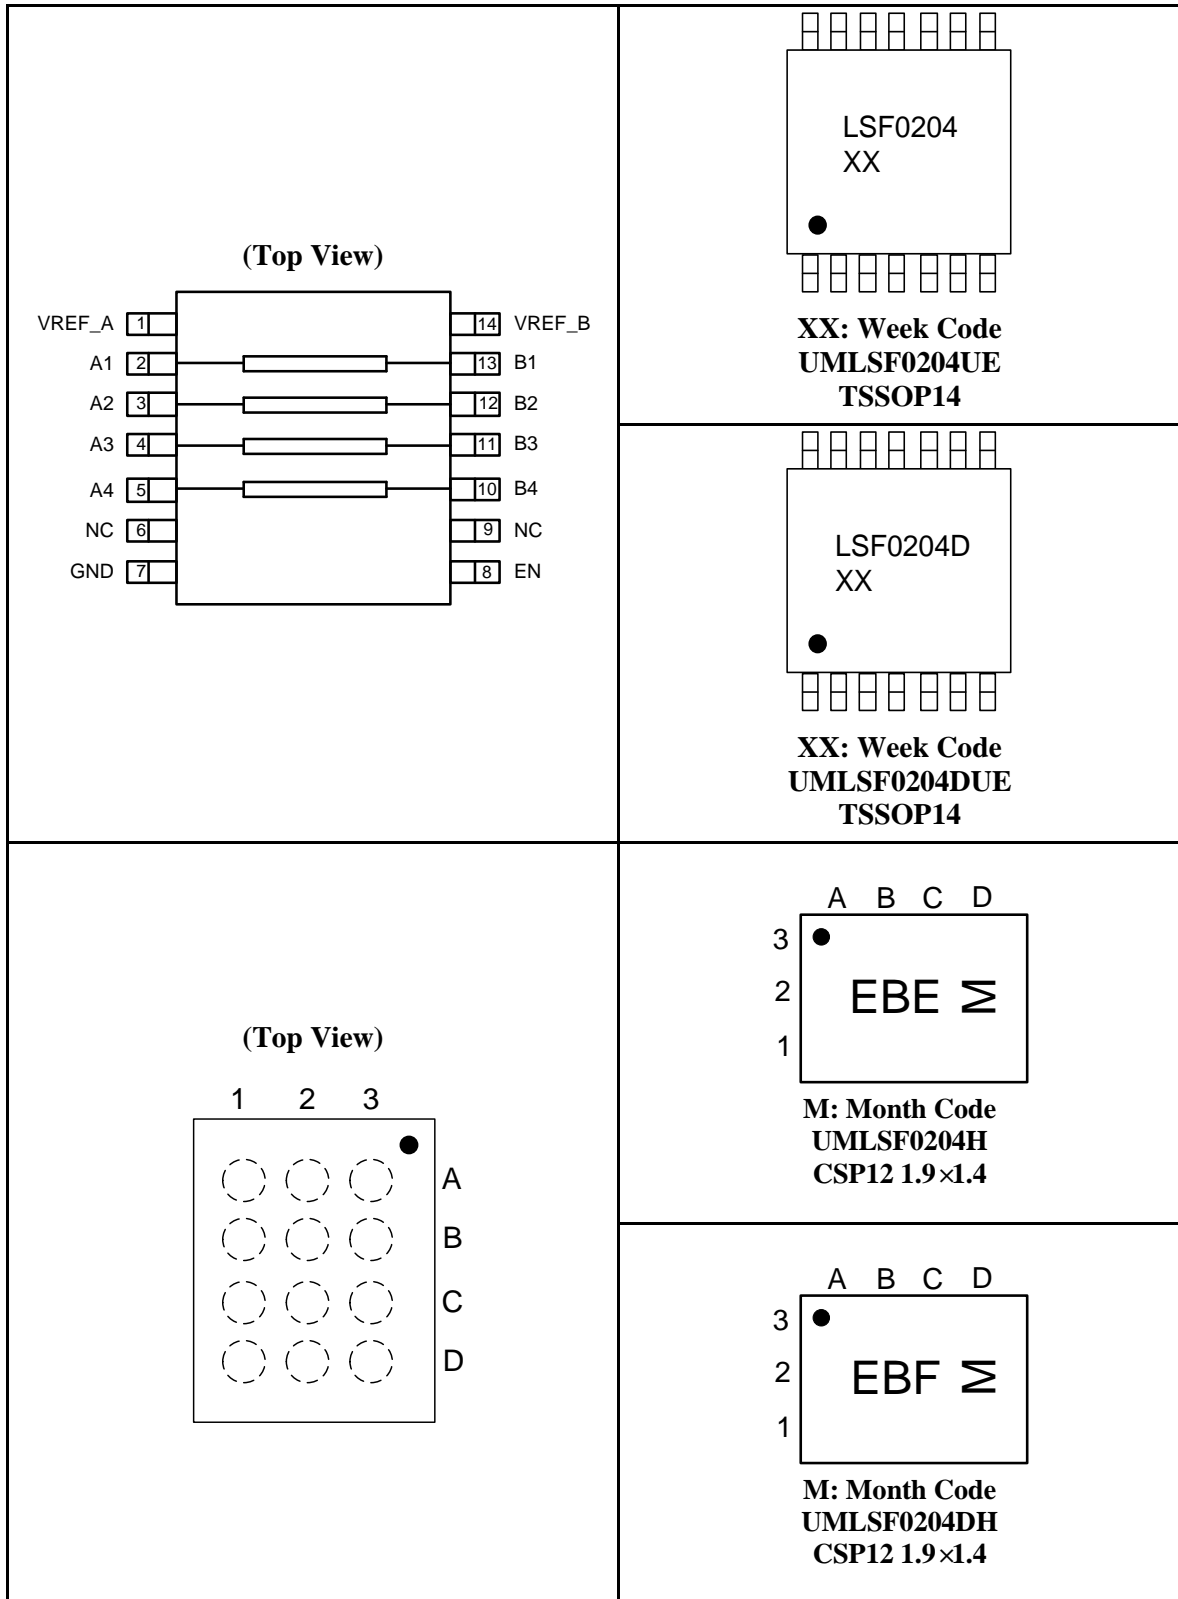 (Top View)
VREF_A 1 14 VREF_B
A1 2 13 B1
A2 3 12 B2
A3 4 11 B3
A4 5 10 B4
NC 6 9 NC
GND 7 8 EN
LSF0204
XX
XX: Week Code
UMLSF0204UE
TSSOP14
LSF0204D
XX
XX: Week Code
UMLSF0204DUE
TSSOP14
(Top View)
1 2 3
A
B
C
D
A B C D
3
2
1
EBE M
M: Month Code
UMLSF0204H
CSP12 1.9×1.4
A B C D
3
2
1
EBF M
M: Month Code
UMLSF0204DH
CSP12 1.9×1.4